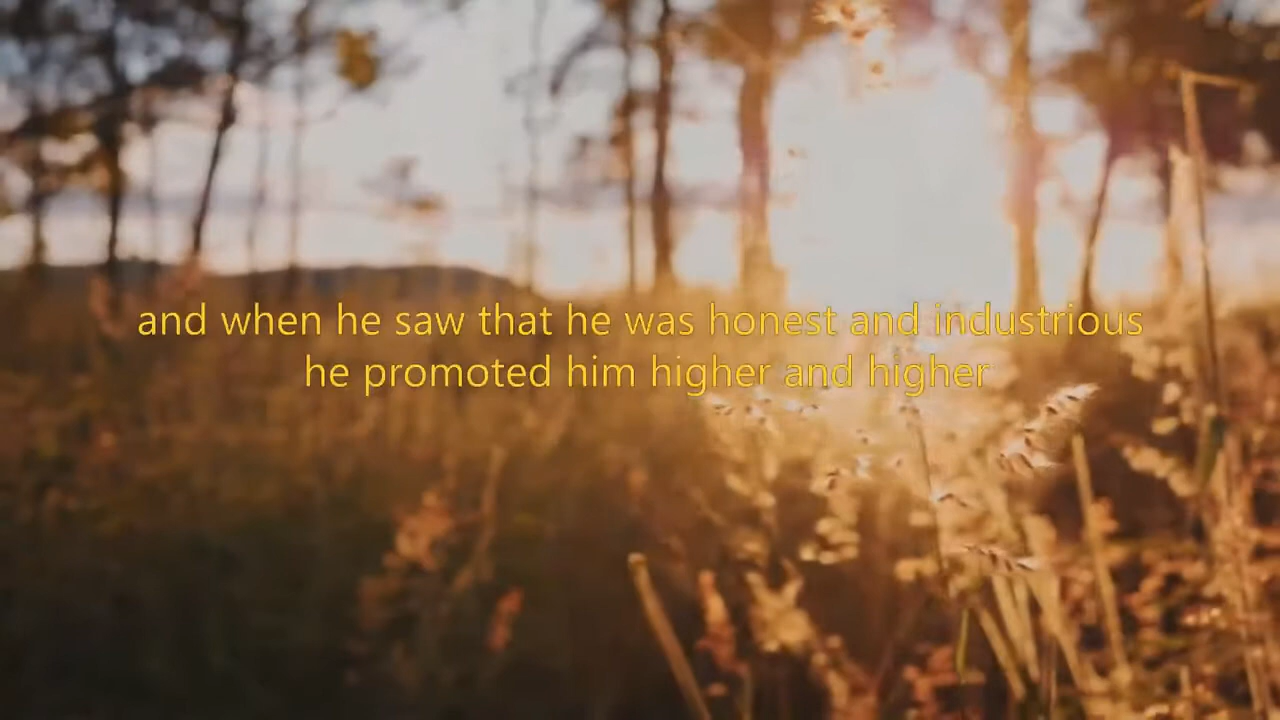 and when he saw that he was honest and industrious
he promoted him higher and higher